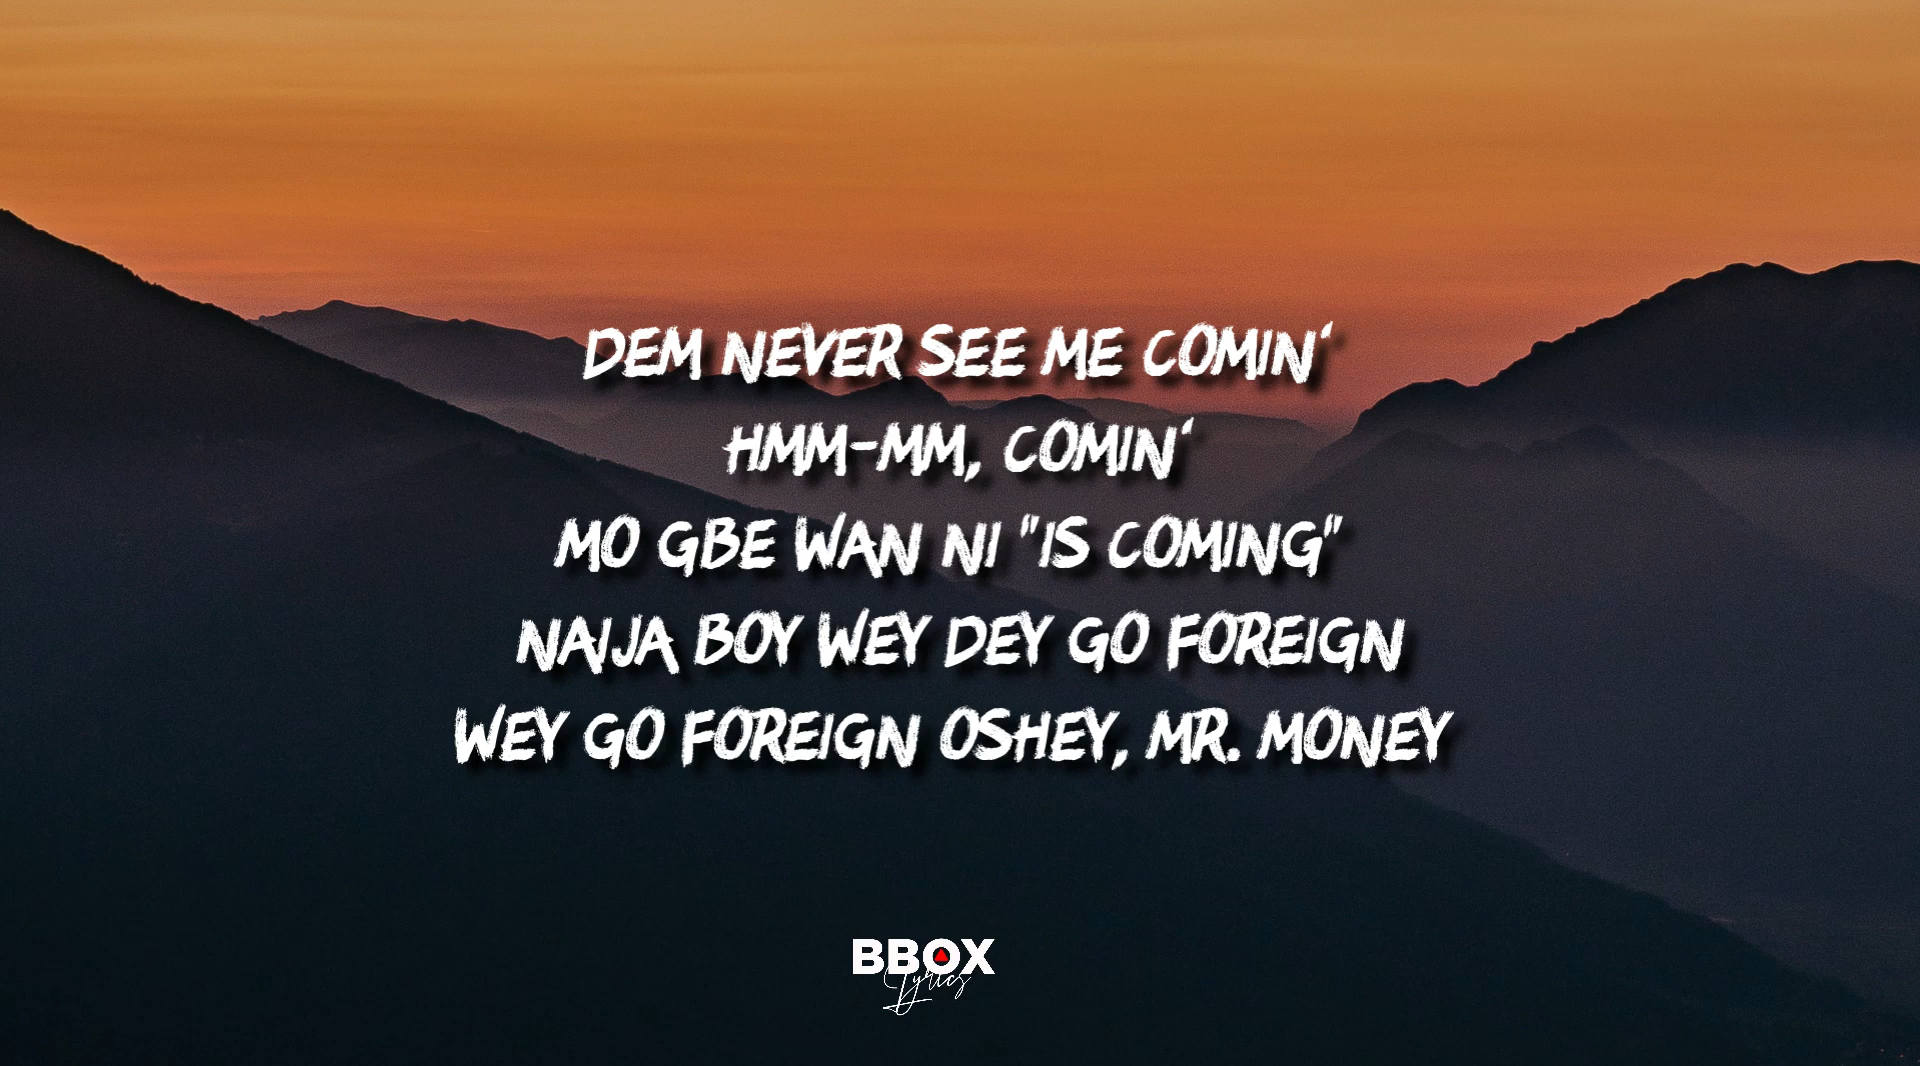 DEM NEVER SEE ME COMIN'
HMM-MM, COMIN'
MO GBE WAN NI "IS COMING"
NAIJA BOY WEY DEY GO FOREIGN
WEY GO FOREIGN OSHEY, MR. MONEY
BBOX
Lyrics